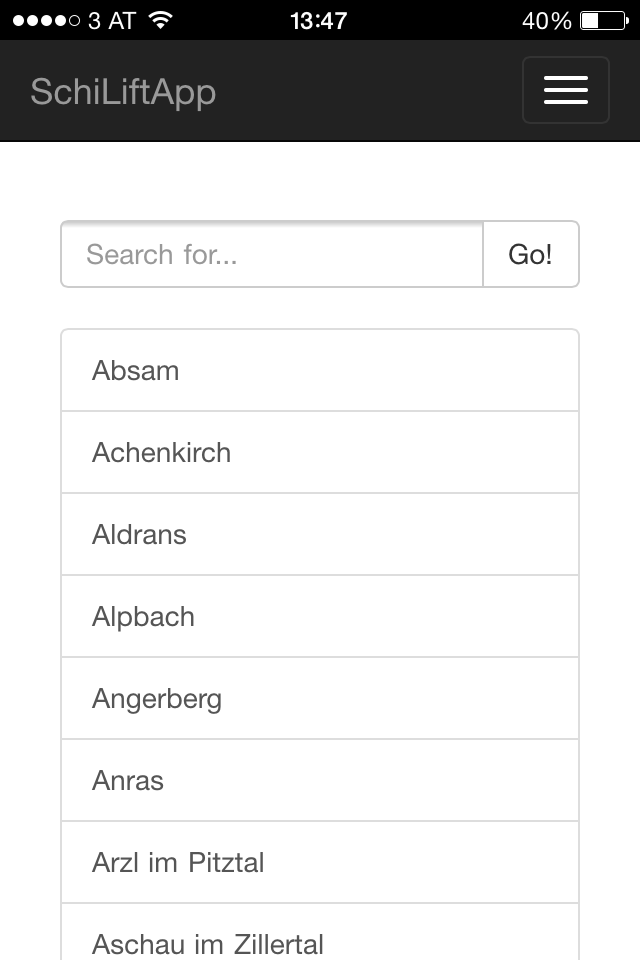 3 AT 13:47 40%
SchiLiftApp
Search for... Go!
Absam
Achenkirch
Aldrans
Alpbach
Angerberg
Anras
Arzl im Pitztal
Aschau im Zillertal